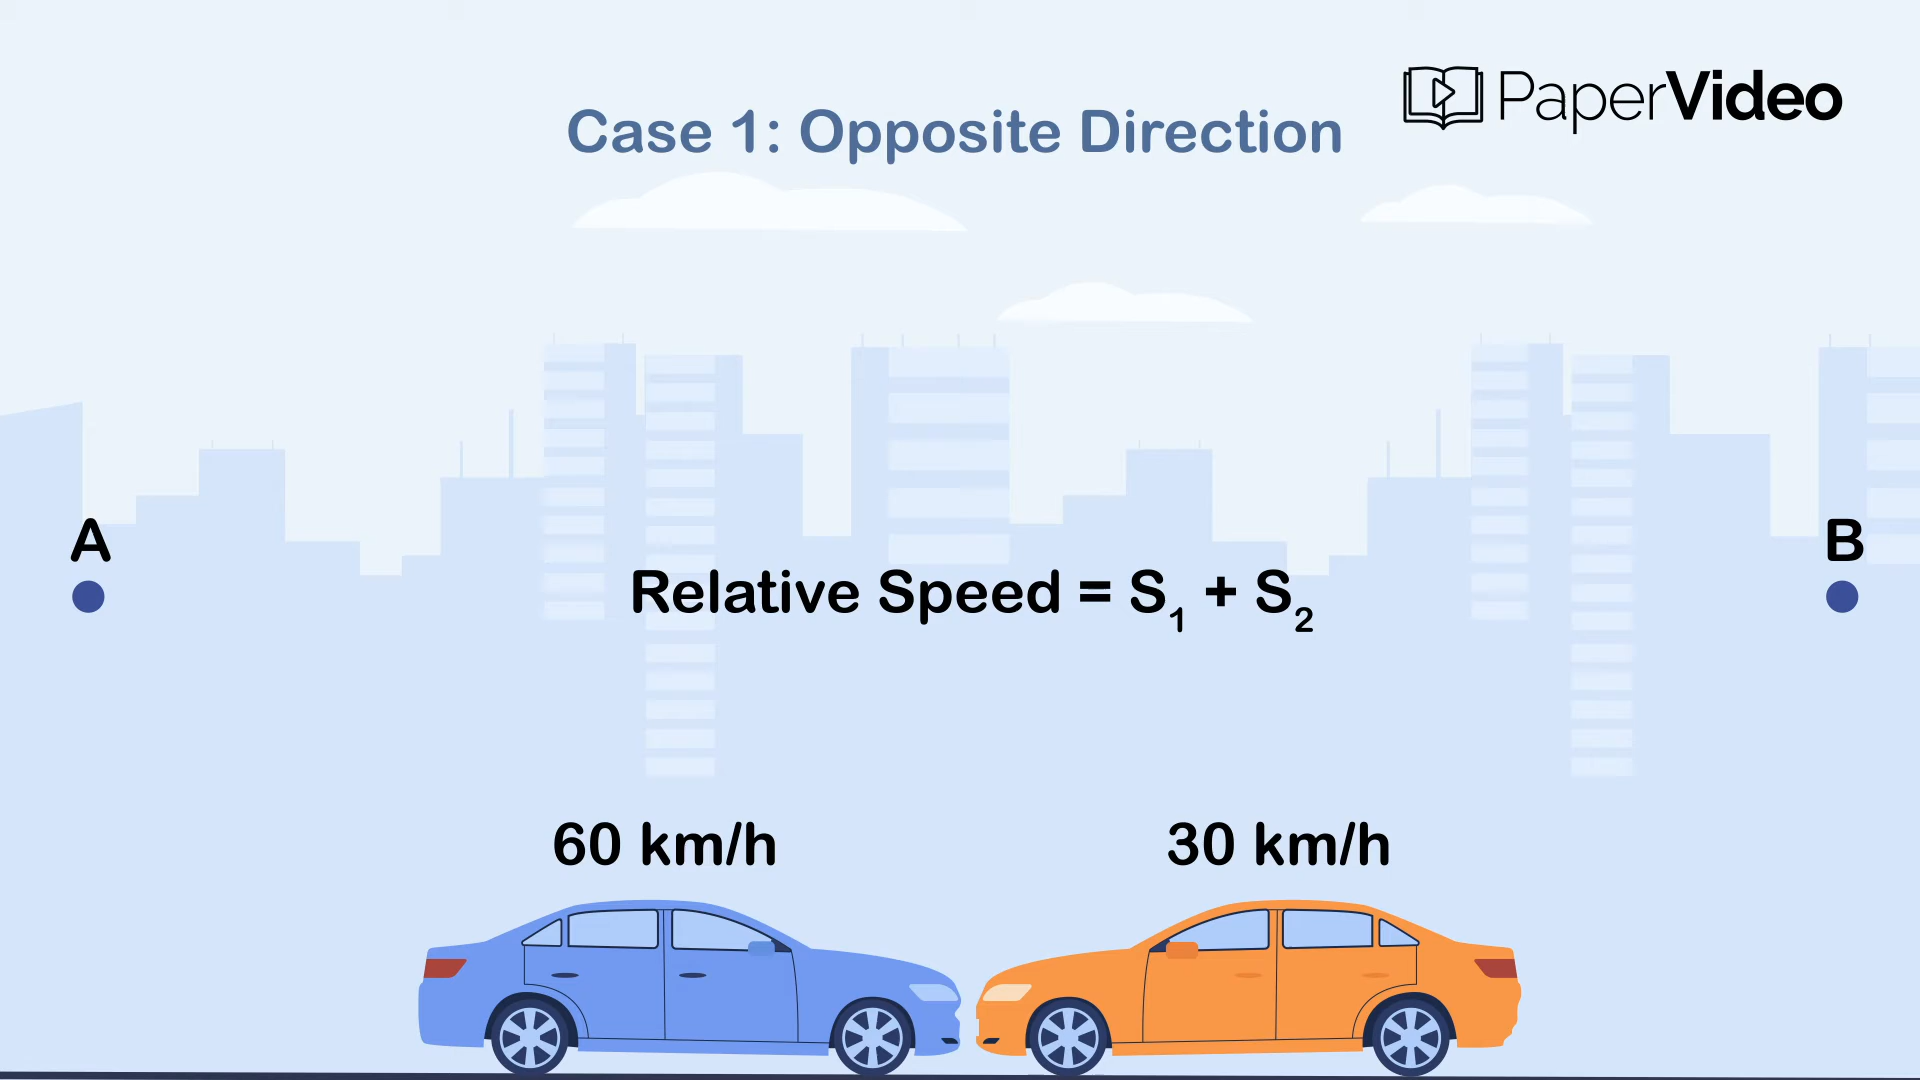 PaperVideo
Case 1: Opposite Direction
A
B
Relative Speed = S₁ + S₂
60 km/h
30 km/h